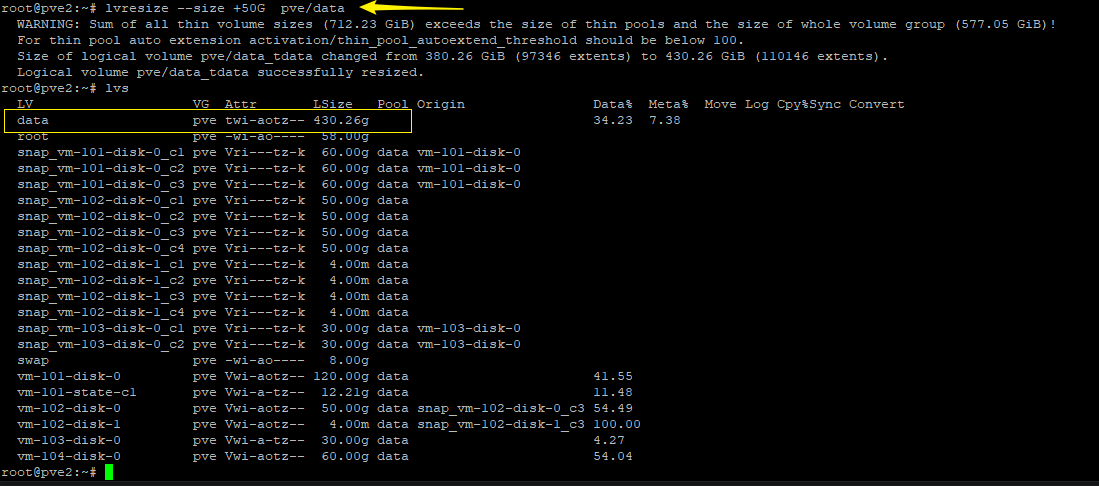 root@pve2:~# lvresize --size +50G  pve/data
  WARNING: Sum of all thin volume sizes (712.23 GiB) exceeds the size of thin pools and the size of whole volume group (577.05 GiB)!
  For thin pool auto extension activation/thin_pool_autoextend_threshold should be below 100.
  Size of logical volume pve/data_tdata changed from 380.26 GiB (97346 extents) to 430.26 GiB (110146 extents).
  Logical volume pve/data_tdata successfully resized.
root@pve2:~# lvs
  LV                    VG  Attr       LSize   Pool Origin                Data%  Meta%  Move Log Cpy%Sync Convert
  data                  pve twi-aotz-- 430.26g                            34.23  7.38
  root                  pve -wi-ao----  58.00g
  snap_vm-101-disk-0_c1 pve Vri---tz-k  60.00g data vm-101-disk-0
  snap_vm-101-disk-0_c2 pve Vri---tz-k  60.00g data vm-101-disk-0
  snap_vm-101-disk-0_c3 pve Vri---tz-k  60.00g data vm-101-disk-0
  snap_vm-102-disk-0_c1 pve Vri---tz-k  50.00g data
  snap_vm-102-disk-0_c2 pve Vri---tz-k  50.00g data
  snap_vm-102-disk-0_c3 pve Vri---tz-k  50.00g data
  snap_vm-102-disk-0_c4 pve Vri---tz-k  50.00g data
  snap_vm-102-disk-1_c1 pve Vri---tz-k   4.00m data
  snap_vm-102-disk-1_c2 pve Vri---tz-k   4.00m data
  snap_vm-102-disk-1_c3 pve Vri---tz-k   4.00m data
  snap_vm-102-disk-1_c4 pve Vri---tz-k   4.00m data
  snap_vm-103-disk-0_c1 pve Vri---tz-k  30.00g data vm-103-disk-0
  snap_vm-103-disk-0_c2 pve Vri---tz-k  30.00g data vm-103-disk-0
  swap                  pve -wi-ao----   8.00g
  vm-101-disk-0         pve Vwi-aotz-- 120.00g data                       41.55
  vm-101-state-c1       pve Vwi-a-tz--  12.21g data                       11.48
  vm-102-disk-0         pve Vwi-aotz--  50.00g data snap_vm-102-disk-0_c3 54.49
  vm-102-disk-1         pve Vwi-aotz--   4.00m data snap_vm-102-disk-1_c3 100.00
  vm-103-disk-0         pve Vwi-a-tz--  30.00g data                       4.27
  vm-104-disk-0         pve Vwi-aotz--  60.00g data                       54.04
root@pve2:~#